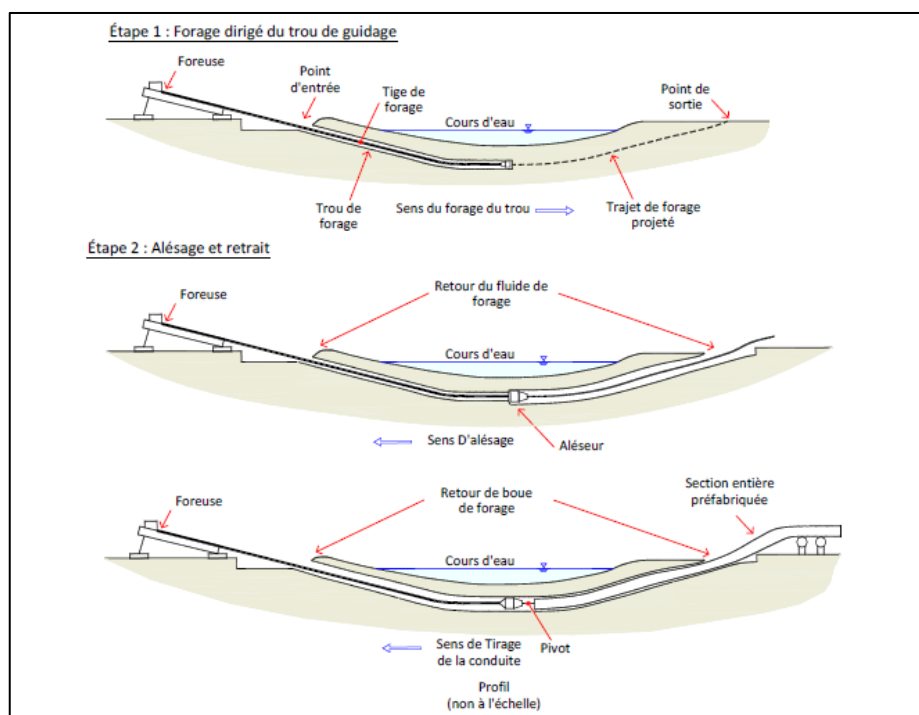 Étape 1 : Forage dirigé du trou de guidage
Foreuse
Point
d'entrée
Tige de
forage
Point de
sortie
Cours d'eau
Trou de
forage
Sens du forage du trou
Trajet de forage
projeté
Étape 2 : Alésage et retrait
Foreuse
Retour du fluide de
forage
Cours d'eau
Sens D'alésage
Aléseur
Foreuse
Retour de boue
de forage
Section entière
préfabriquée
Cours d'eau
Sens de Tirage
de la conduite
Pivot
Profil
(non à l'échelle)